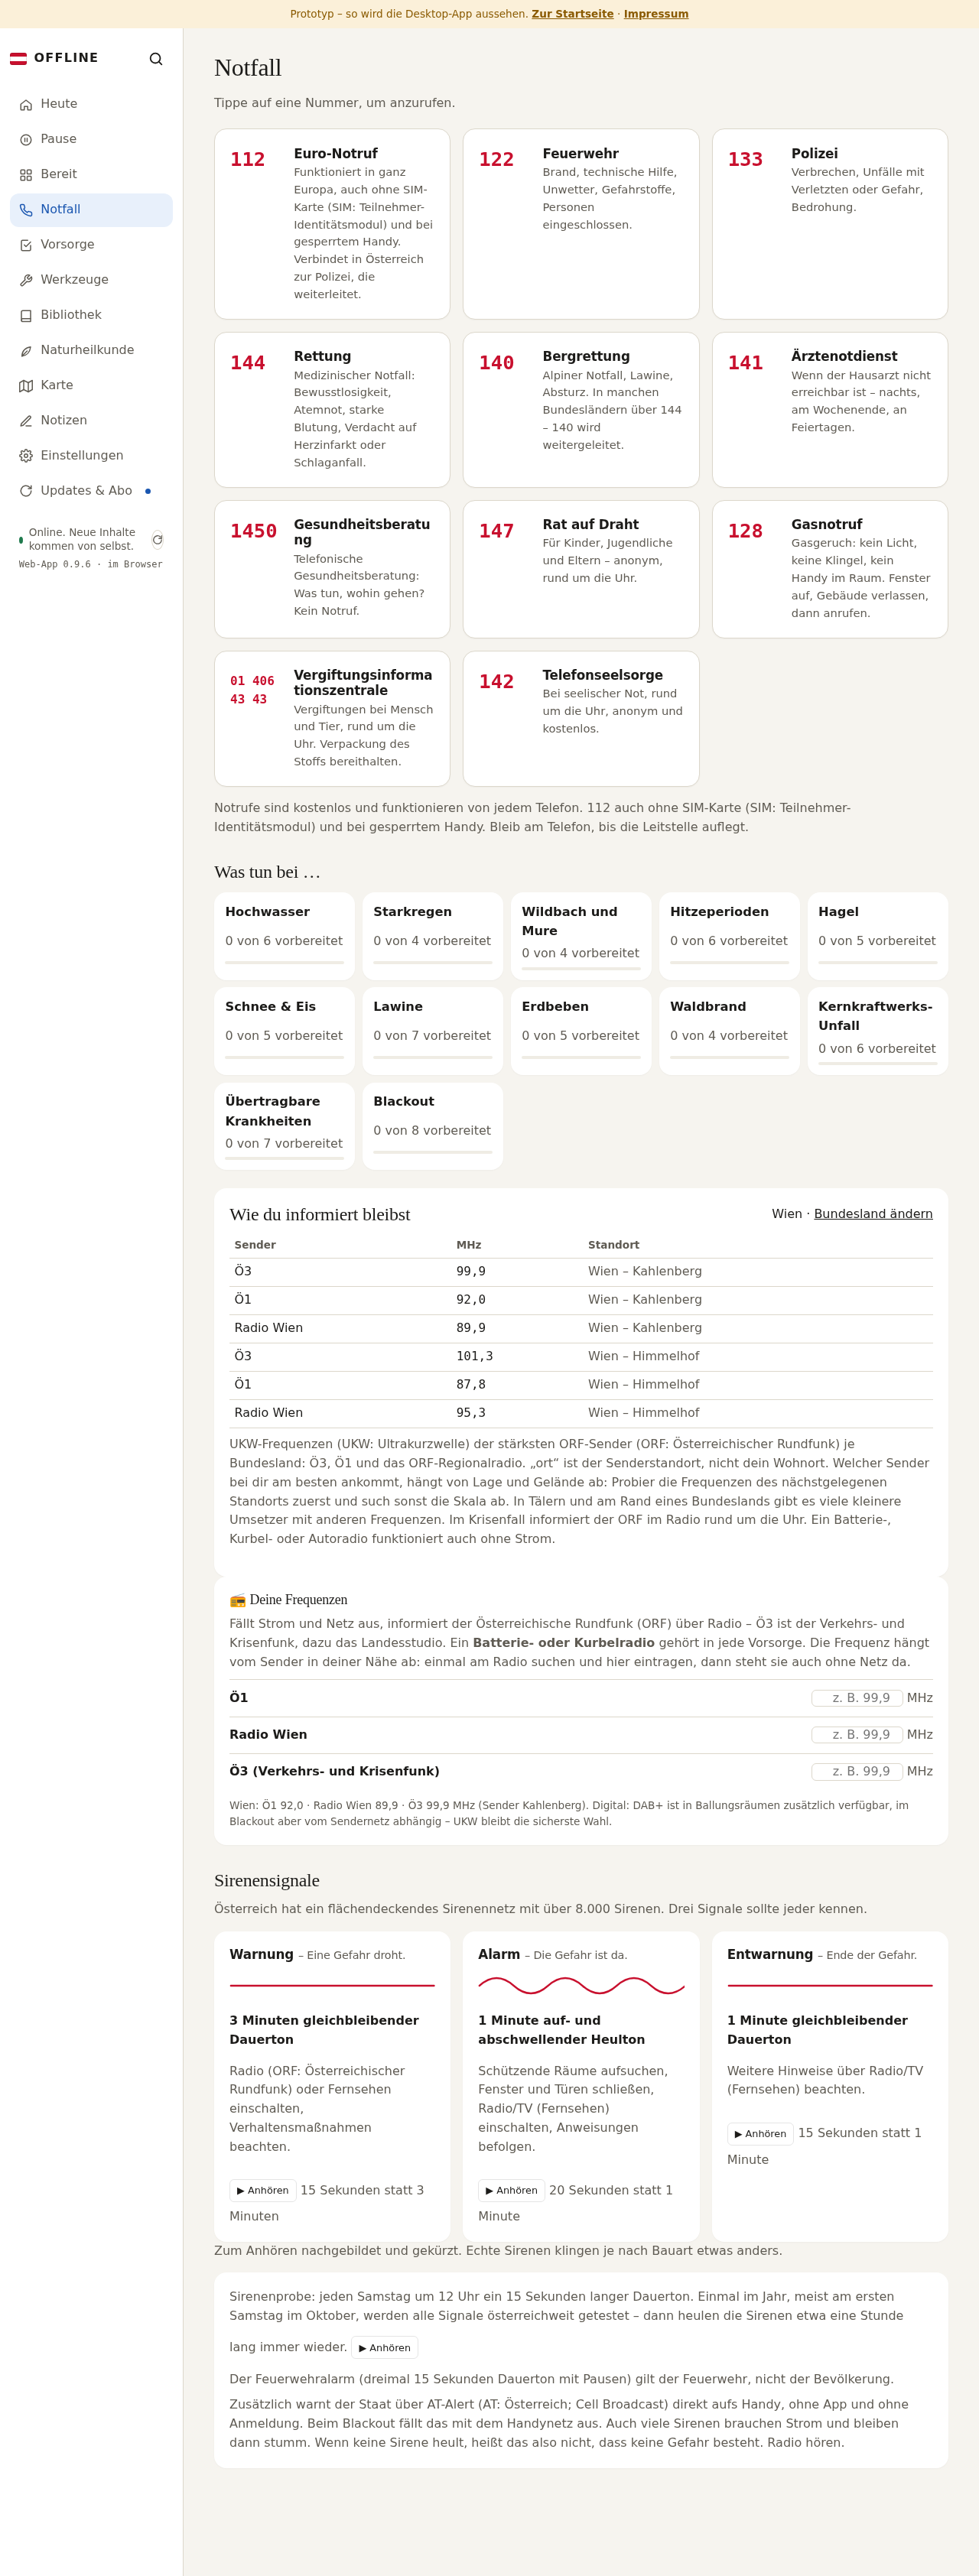 Prototyp – so wird die Desktop-App aussehen. Zur Startseite · Impressum
OFFLINE
Heute
Pause
Bereit
Notfall
Vorsorge
Werkzeuge
Bibliothek
Naturheilkunde
Karte
Notizen
Einstellungen
Updates & Abo
Online. Neue Inhalte
kommen von selbst.
Web-App 0.9.6 · im Browser
Notfall
Tippe auf eine Nummer, um anzurufen.
112
Euro-Notruf
Funktioniert in ganz
Europa, auch ohne SIM-
Karte (SIM: Teilnehmer-
Identitätsmodul) und bei
gesperrtem Handy.
Verbindet in Österreich
zur Polizei, die
weiterleitet.
122
Feuerwehr
Brand, technische Hilfe,
Unwetter, Gefahrstoffe,
Personen
eingeschlossen.
133
Polizei
Verbrechen, Unfälle mit
Verletzten oder Gefahr,
Bedrohung.
144
Rettung
Medizinischer Notfall:
Bewusstlosigkeit,
Atemnot, starke
Blutung, Verdacht auf
Herzinfarkt oder
Schlaganfall.
140
Bergrettung
Alpiner Notfall, Lawine,
Absturz. In manchen
Bundesländern über 144
– 140 wird
weitergeleitet.
141
Ärztenotdienst
Wenn der Hausarzt nicht
erreichbar ist – nachts,
am Wochenende, an
Feiertagen.
1450
Gesundheitsberatu
ng
Telefonische
Gesundheitsberatung:
Was tun, wohin gehen?
Kein Notruf.
147
Rat auf Draht
Für Kinder, Jugendliche
und Eltern – anonym,
rund um die Uhr.
128
Gasnotruf
Gasgeruch: kein Licht,
keine Klingel, kein
Handy im Raum. Fenster
auf, Gebäude verlassen,
dann anrufen.
01 406
43 43
Vergiftungsinforma
tionszentrale
Vergiftungen bei Mensch
und Tier, rund um die
Uhr. Verpackung des
Stoffs bereithalten.
142
Telefonseelsorge
Bei seelischer Not, rund
um die Uhr, anonym und
kostenlos.
Notrufe sind kostenlos und funktionieren von jedem Telefon. 112 auch ohne SIM-Karte (SIM: Teilnehmer-
Identitätsmodul) und bei gesperrtem Handy. Bleib am Telefon, bis die Leitstelle auflegt.
Was tun bei …
Hochwasser
0 von 6 vorbereitet
Starkregen
0 von 4 vorbereitet
Wildbach und
Mure
0 von 4 vorbereitet
Hitzeperioden
0 von 6 vorbereitet
Hagel
0 von 5 vorbereitet
Schnee & Eis
0 von 5 vorbereitet
Lawine
0 von 7 vorbereitet
Erdbeben
0 von 5 vorbereitet
Waldbrand
0 von 4 vorbereitet
Kernkraftwerks-
Unfall
0 von 6 vorbereitet
Übertragbare
Krankheiten
0 von 7 vorbereitet
Blackout
0 von 8 vorbereitet
Wie du informiert bleibst
Wien · Bundesland ändern
Sender MHz Standort
Ö3 99,9 Wien – Kahlenberg
Ö1 92,0 Wien – Kahlenberg
Radio Wien 89,9 Wien – Kahlenberg
Ö3 101,3 Wien – Himmelhof
Ö1 87,8 Wien – Himmelhof
Radio Wien 95,3 Wien – Himmelhof
UKW-Frequenzen (UKW: Ultrakurzwelle) der stärksten ORF-Sender (ORF: Österreichischer Rundfunk) je
Bundesland: Ö3, Ö1 und das ORF-Regionalradio. „ort“ ist der Senderstandort, nicht dein Wohnort. Welcher Sender
bei dir am besten ankommt, hängt von Lage und Gelände ab: Probier die Frequenzen des nächstgelegenen
Standorts zuerst und such sonst die Skala ab. In Tälern und am Rand eines Bundeslands gibt es viele kleinere
Umsetzer mit anderen Frequenzen. Im Krisenfall informiert der ORF im Radio rund um die Uhr. Ein Batterie-,
Kurbel- oder Autoradio funktioniert auch ohne Strom.
📻 Deine Frequenzen
Fällt Strom und Netz aus, informiert der Österreichische Rundfunk (ORF) über Radio – Ö3 ist der Verkehrs- und
Krisenfunk, dazu das Landesstudio. Ein Batterie- oder Kurbelradio gehört in jede Vorsorge. Die Frequenz hängt
vom Sender in deiner Nähe ab: einmal am Radio suchen und hier eintragen, dann steht sie auch ohne Netz da.
Ö1 z. B. 99,9 MHz
Radio Wien z. B. 99,9 MHz
Ö3 (Verkehrs- und Krisenfunk) z. B. 99,9 MHz
Wien: Ö1 92,0 · Radio Wien 89,9 · Ö3 99,9 MHz (Sender Kahlenberg). Digital: DAB+ ist in Ballungsräumen zusätzlich verfügbar, im
Blackout aber vom Sendernetz abhängig – UKW bleibt die sicherste Wahl.
Sirenensignale
Österreich hat ein flächendeckendes Sirenennetz mit über 8.000 Sirenen. Drei Signale sollte jeder kennen.
Warnung – Eine Gefahr droht.
3 Minuten gleichbleibender
Dauerton
Radio (ORF: Österreichischer
Rundfunk) oder Fernsehen
einschalten,
Verhaltensmaßnahmen
beachten.
▶ Anhören 15 Sekunden statt 3
Minuten
Alarm – Die Gefahr ist da.
1 Minute auf- und
abschwellender Heulton
Schützende Räume aufsuchen,
Fenster und Türen schließen,
Radio/TV (Fernsehen)
einschalten, Anweisungen
befolgen.
▶ Anhören 20 Sekunden statt 1
Minute
Entwarnung – Ende der Gefahr.
1 Minute gleichbleibender
Dauerton
Weitere Hinweise über Radio/TV
(Fernsehen) beachten.
▶ Anhören 15 Sekunden statt 1
Minute
Zum Anhören nachgebildet und gekürzt. Echte Sirenen klingen je nach Bauart etwas anders.
Sirenenprobe: jeden Samstag um 12 Uhr ein 15 Sekunden langer Dauerton. Einmal im Jahr, meist am ersten
Samstag im Oktober, werden alle Signale österreichweit getestet – dann heulen die Sirenen etwa eine Stunde
lang immer wieder. ▶ Anhören
Der Feuerwehralarm (dreimal 15 Sekunden Dauerton mit Pausen) gilt der Feuerwehr, nicht der Bevölkerung.
Zusätzlich warnt der Staat über AT-Alert (AT: Österreich; Cell Broadcast) direkt aufs Handy, ohne App und ohne
Anmeldung. Beim Blackout fällt das mit dem Handynetz aus. Auch viele Sirenen brauchen Strom und bleiben
dann stumm. Wenn keine Sirene heult, heißt das also nicht, dass keine Gefahr besteht. Radio hören.